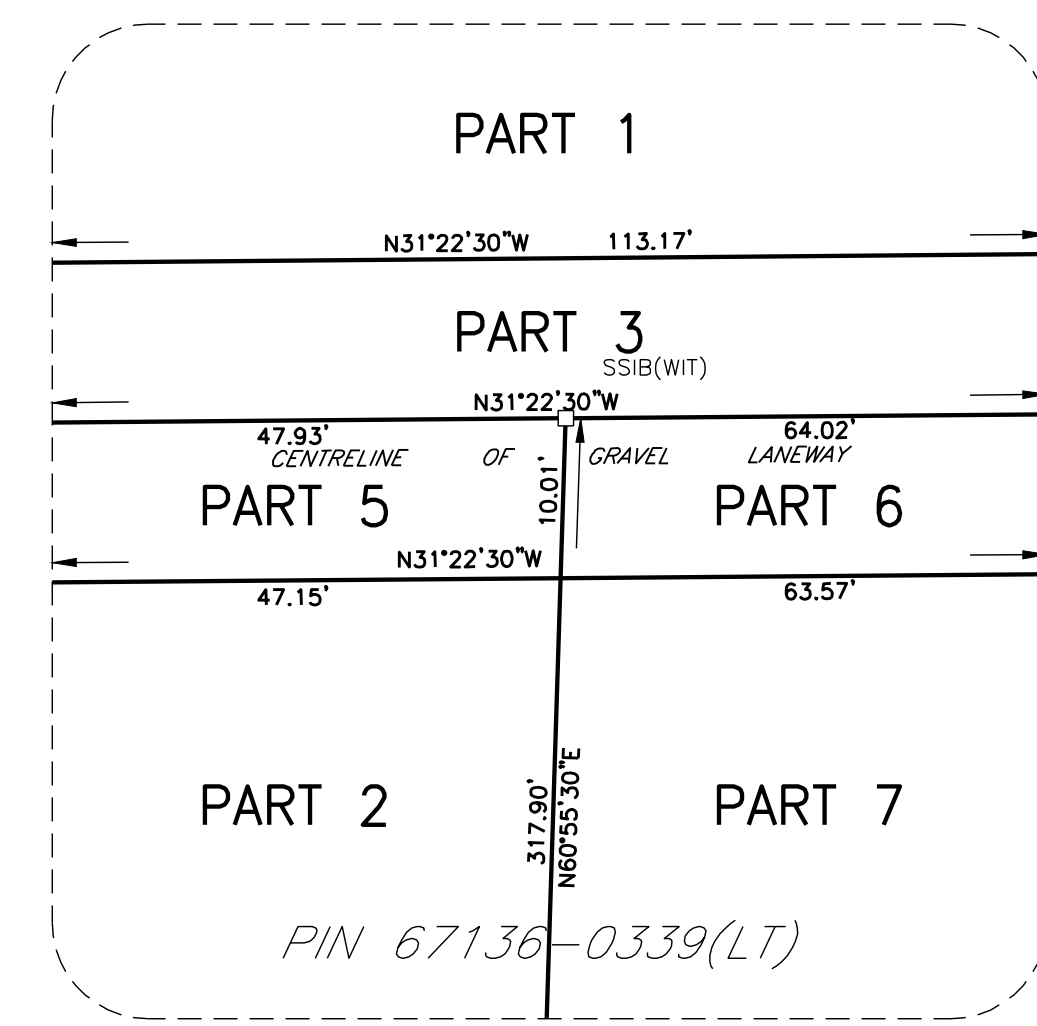 PART 1
N31°22'30"W 113.17'
PART 3
SSIB(WIT)
N31°22'30"W
47.93' 64.02'
CENTRELINE OF GRAVEL LANEWAY
10.01'
PART 5 PART 6
N31°22'30"W
47.15' 63.57'
317.90'
N60°55'30"E
PART 2 PART 7
PIN 67136-0339(LT)